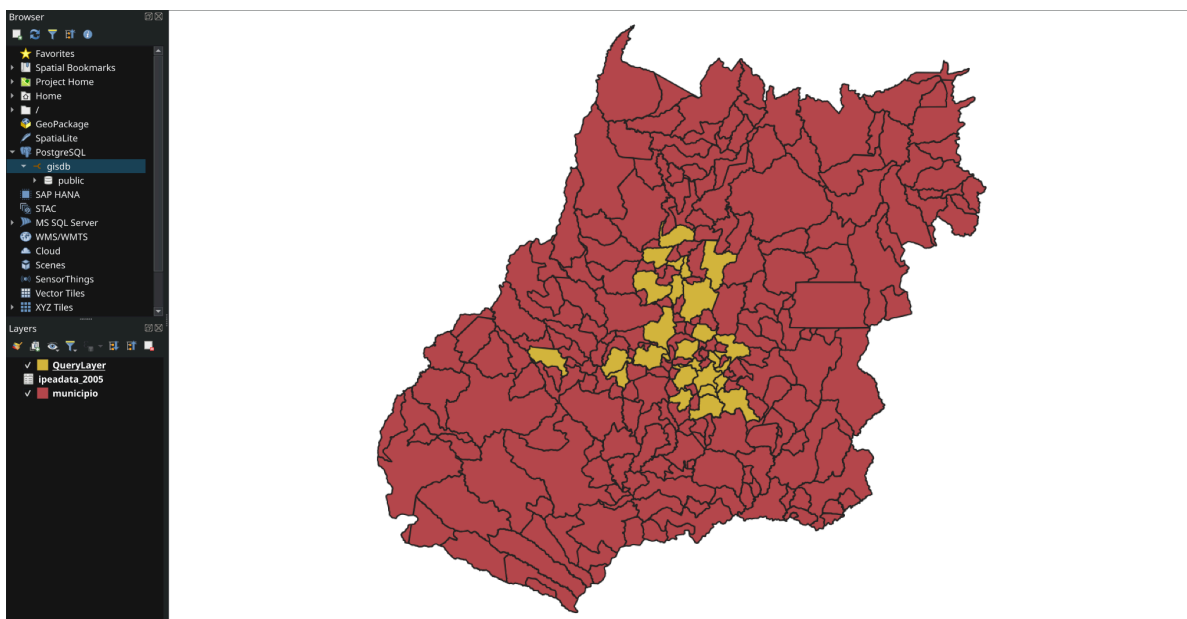 Browser
Favorites
Spatial Bookmarks
Project Home
Home
/
GeoPackage
SpatiaLite
PostgreSQL
gisdb
public
SAP HANA
STAC
MS SQL Server
WMS/WMTS
Cloud
Scenes
SensorThings
Vector Tiles
XYZ Tiles
Layers
QueryLayer
ipeadata_2005
municipio